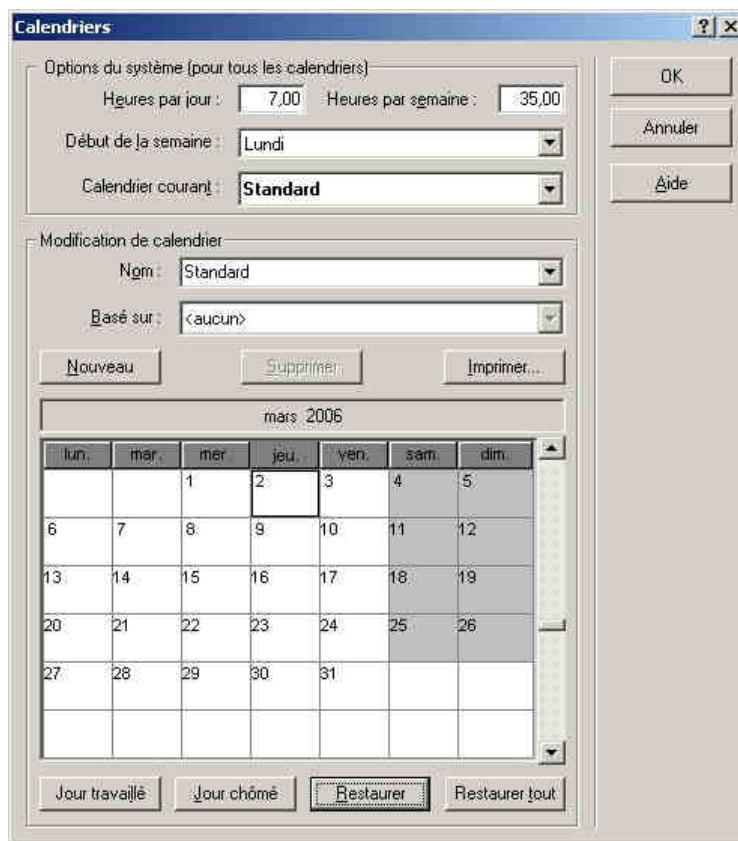 Calendriers
Options du système (pour tous les calendriers)
Heures par jour : 7,00 Heures par semaine : 35,00
Début de la semaine : Lundi
Calendrier courant : Standard
Modification de calendrier
Nom : Standard
Basé sur : <aucun>
Nouveau Supprimer Imprimer...
mars 2006
lun. mar. mer. jeu. ven. sam. dim.
1 2 3 4 5
6 7 8 9 10 11 12
13 14 15 16 17 18 19
20 21 22 23 24 25 26
27 28 29 30 31
Jour travaillé Jour chômé Restaurer Restaurer tout
OK
Annuler
Aide